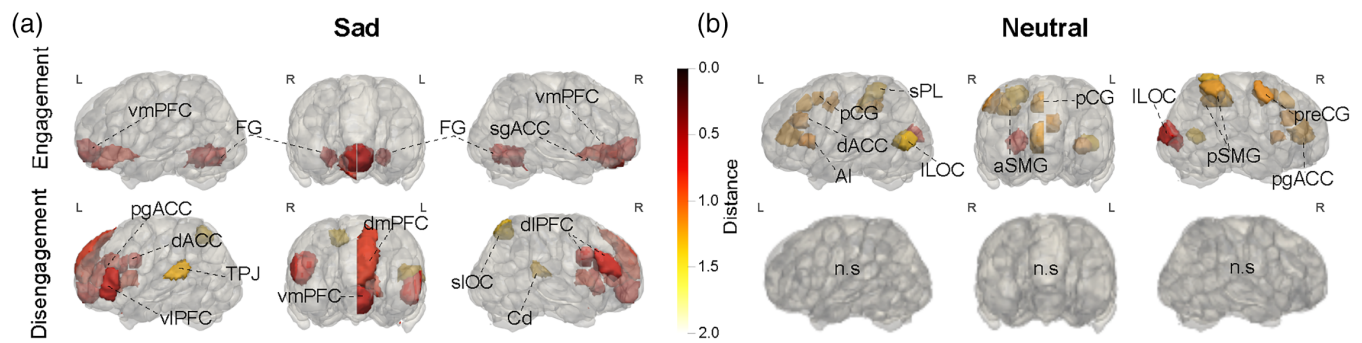 (a) Sad
Engagement
L R L R
vmPFC
FG
FG
sgACC
vmPFC
Disengagement
L R L R
pgACC
dACC
TPJ
vlPFC
dmPFC
vmPFC
dlPFC
slOC
Cd
0.0
0.5
1.0
1.5
2.0
Distance
(b) Neutral
L R L R
sPL
pCG
dACC
AI
lLOC
pCG
aSMG
lLOC
preCG
pSMG
pgACC
L R L R
n.s
n.s
n.s